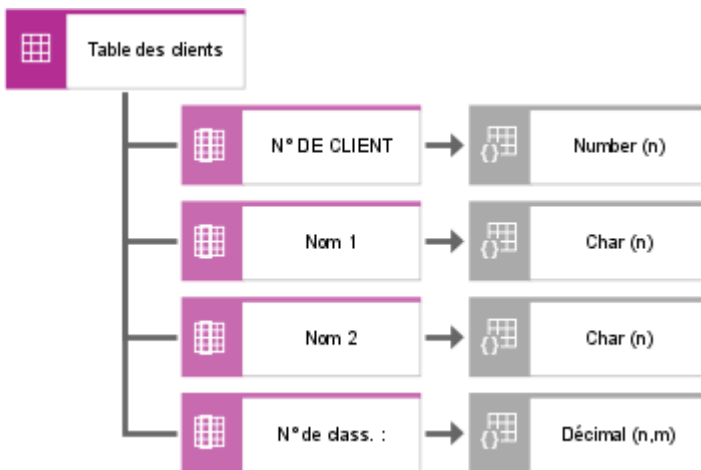 Table des clients
N° DE CLIENT
Number (n)
Nom 1
Char (n)
Nom 2
Char (n)
N° de class. :
Décimal (n,m)